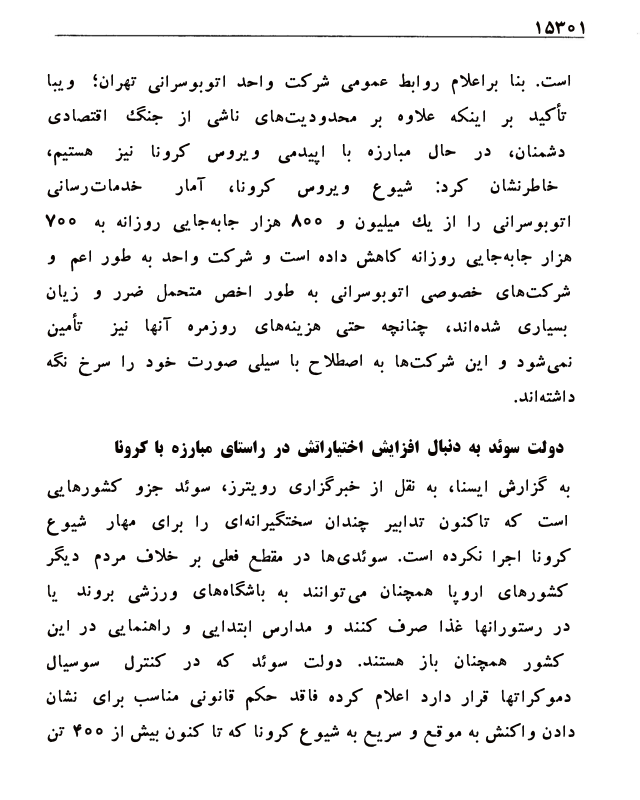 ۱۵۳۰۱
است. بنا براعلام روابط عمومی شرکت واحد اتوبوسرانی تهران؛ ویبا
تأکید بر اینکه علاوه بر محدودیت‌های ناشی از جنگ اقتصادی
دشمنان، در حال مبارزه با اپیدمی ویروس کرونا نیز هستیم،
خاطرنشان کرد: شیوع ویروس کرونا، آمار خدمات‌رسانی
اتوبوسرانی را از یك میلیون و ۸۰۰ هزار جابه‌جایی روزانه به ۷۰۰
هزار جابه‌جایی روزانه کاهش داده است و شرکت واحد به طور اعم و
شرکت‌های خصوصی اتوبوسرانی به طور اخص متحمل ضرر و زیان
بسیاری شده‌اند، چنانچه حتی هزینه‌های روزمره آنها نیز تأمین
نمی‌شود و این شرکت‌ها به اصطلاح با سیلی صورت خود را سرخ نگه
داشته‌اند.
دولت سوئد به دنبال افزایش اختیاراتش در راستای مبارزه با کرونا
به گزارش ایسنا، به نقل از خبرگزاری رویترز، سوئد جزو کشورهایی
است که تاکنون تدابیر چندان سختگیرانه‌ای را برای مهار شیوع
کرونا اجرا نکرده است. سوئدی‌ها در مقطع فعلی بر خلاف مردم دیگر
کشورهای اروپا همچنان می‌توانند به باشگاه‌های ورزشی بروند یا
در رستورانها غذا صرف کنند و مدارس ابتدایی و راهنمایی در این
کشور همچنان باز هستند. دولت سوئد که در کنترل سوسیال
دموکراتها قرار دارد اعلام کرده فاقد حکم قانونی مناسب برای نشان
دادن واکنش به موقع و سریع به شیوع کرونا که تا کنون بیش از ۴۰۰ تن